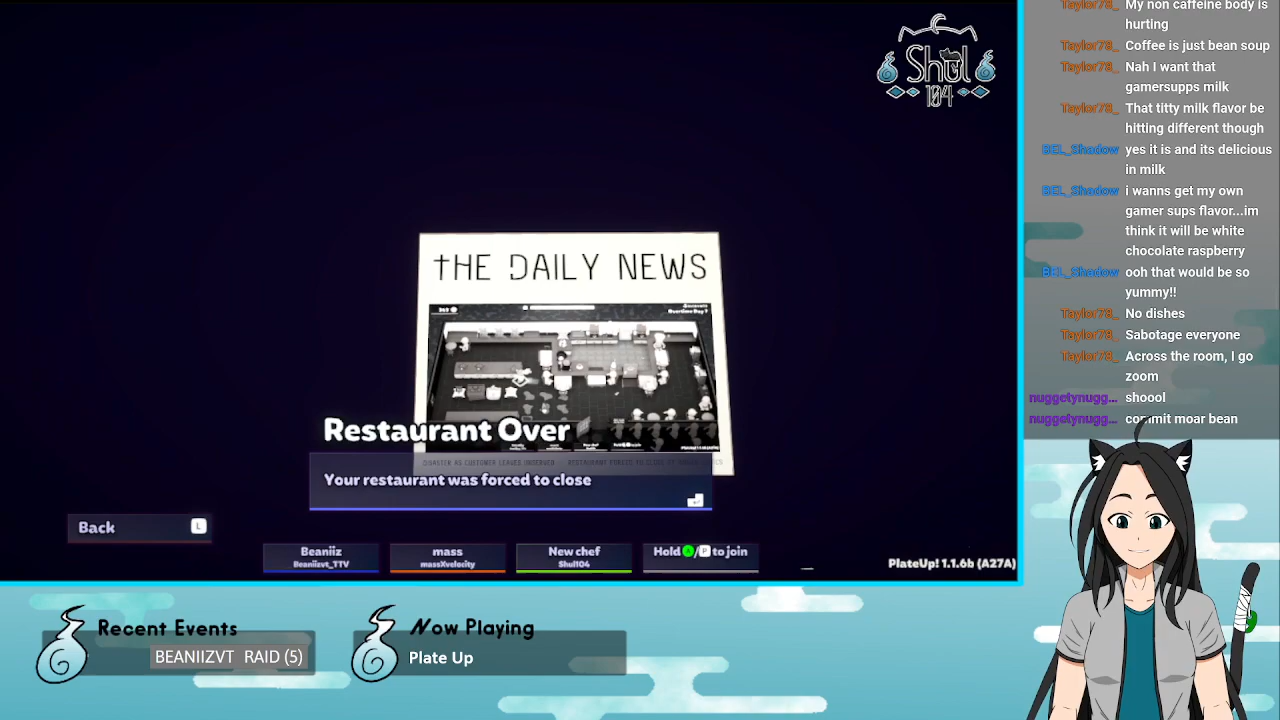 Shul
104
THE DAILY NEWS
Restaurant Over
Your restaurant was forced to close
Back
L
Beaniiz
Beaniizvt_TTV
mass
massXvelocity
New chef
Shul104
Hold A/P to join
PlateUp! 1.1.6b (A27A)
Recent Events
BEANIIZVT RAID (5)
Now Playing
Plate Up
Taylor78_ My non caffeine body is
hurting
Taylor78_ Coffee is just bean soup
Taylor78_ Nah I want that
gamersupps milk
Taylor78_ That titty milk flavor be
hitting different though
BEL_Shadow yes it is and its delicious
in milk
BEL_Shadow i wanns get my own
gamer sups flavor...im
think it will be white
chocolate raspberry
BEL_Shadow ooh that would be so
yummy!!
Taylor78_ No dishes
Taylor78_ Sabotage everyone
Taylor78_ Across the room, I go
zoom
nuggetynugg... shoool
nuggetynugg... commit moar bean